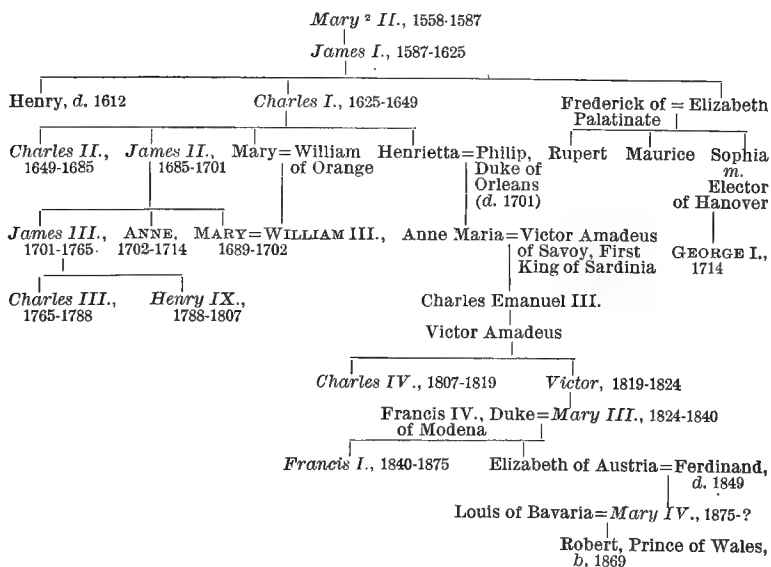 Mary ² II., 1558-1587
James I., 1587-1625
Henry, d. 1612 Charles I., 1625-1649 Frederick of = Elizabeth
Palatinate
Charles II., James II., Mary=William Henrietta=Philip, Rupert Maurice Sophia
1649-1685 1685-1701 of Orange Duke of m.
Orleans Elector
(d. 1701) of Hanover
James III., ANNE, MARY=WILLIAM III., Anne Maria=Victor Amadeus
1701-1765 1702-1714 1689-1702 of Savoy, First GEORGE I.,
King of Sardinia 1714
Charles III., Henry IX., Charles Emanuel III.
1765-1788 1788-1807
Victor Amadeus
Charles IV., 1807-1819 Victor, 1819-1824
Francis IV., Duke=Mary III., 1824-1840
of Modena
Francis I., 1840-1875 Elizabeth of Austria=Ferdinand,
d. 1849
Louis of Bavaria=Mary IV., 1875-?
Robert, Prince of Wales,
b. 1869